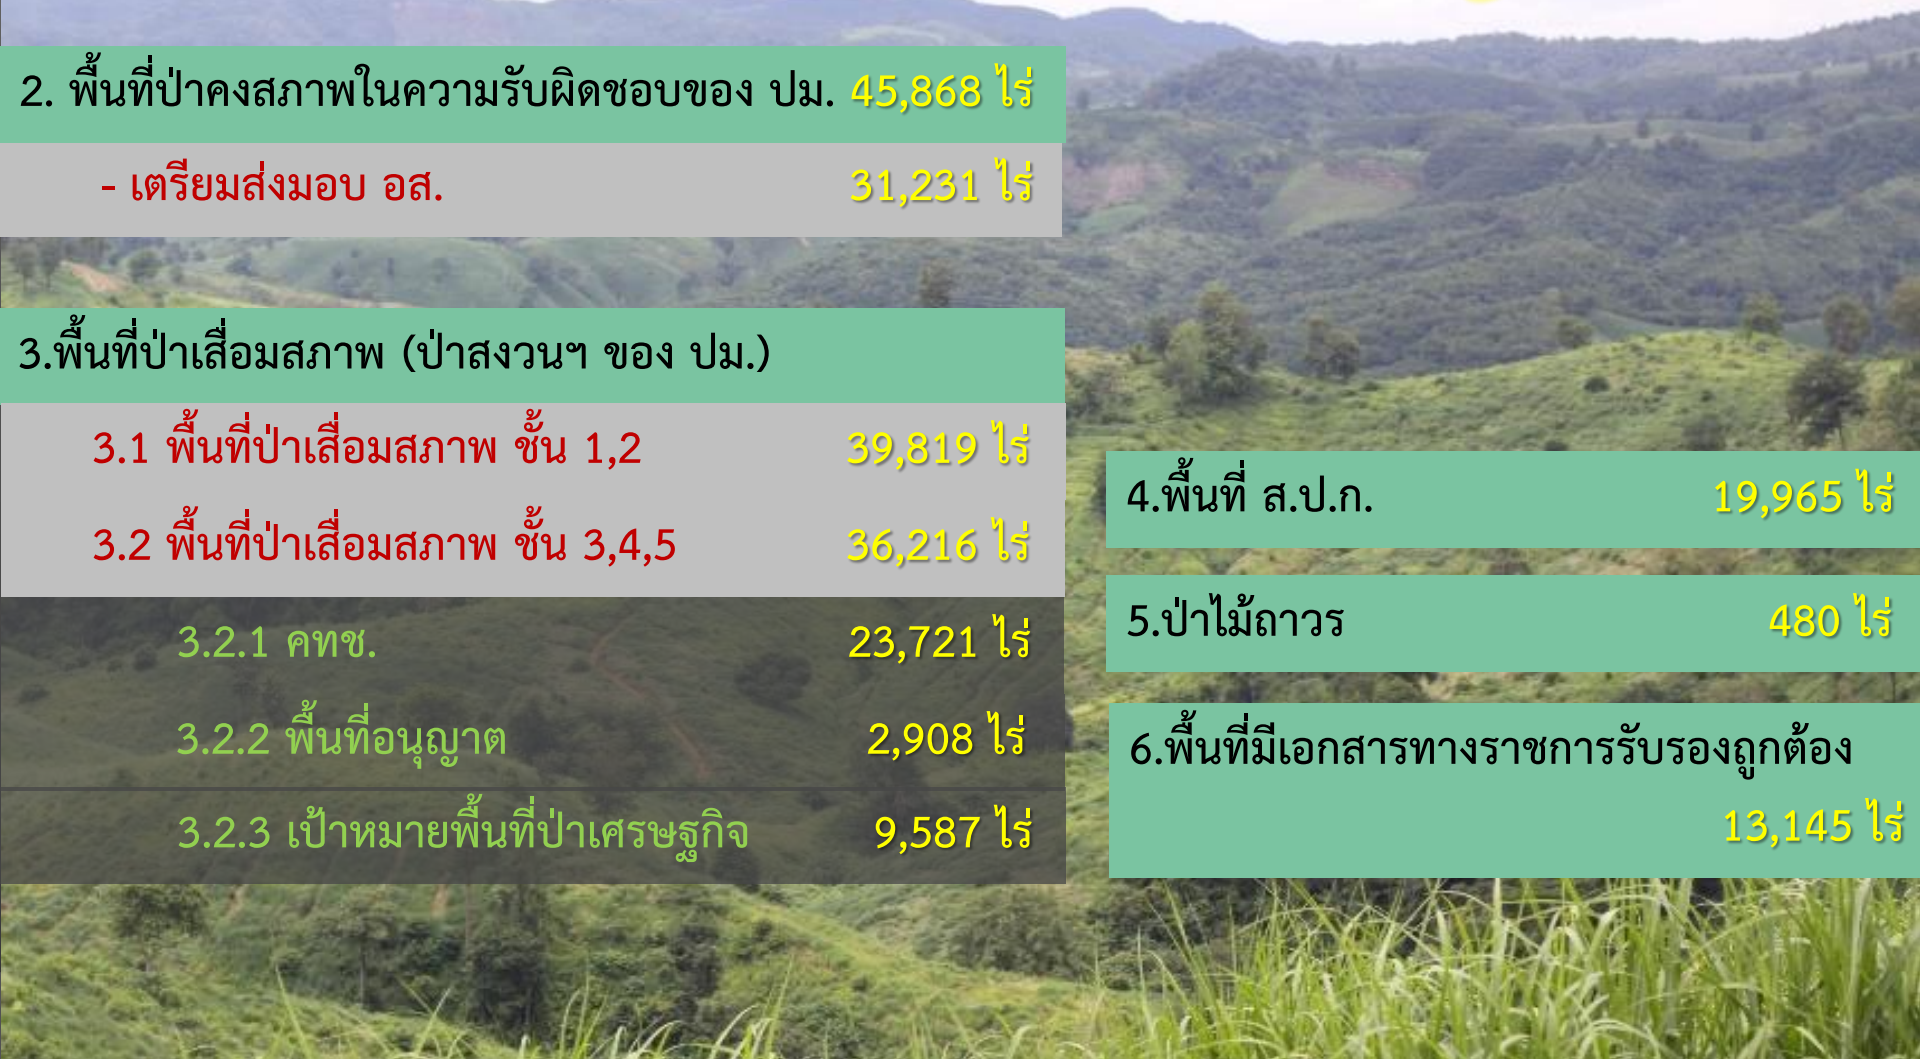 2. พื้นที่ป่าคงสภาพในความรับผิดชอบของ ปม. 45,868 ไร่
- เตรียมส่งมอบ อส. 31,231 ไร่
3.พื้นที่ป่าเสื่อมสภาพ (ป่าสงวนฯ ของ ปม.)
3.1 พื้นที่ป่าเสื่อมสภาพ ชั้น 1,2 39,819 ไร่
3.2 พื้นที่ป่าเสื่อมสภาพ ชั้น 3,4,5 36,216 ไร่
3.2.1 คทช. 23,721 ไร่
3.2.2 พื้นที่อนุญาต 2,908 ไร่
3.2.3 เป้าหมายพื้นที่ป่าเศรษฐกิจ 9,587 ไร่
4.พื้นที่ ส.ป.ก. 19,965 ไร่
5.ป่าไม้ถาวร 480 ไร่
6.พื้นที่มีเอกสารทางราชการรับรองถูกต้อง
13,145 ไร่